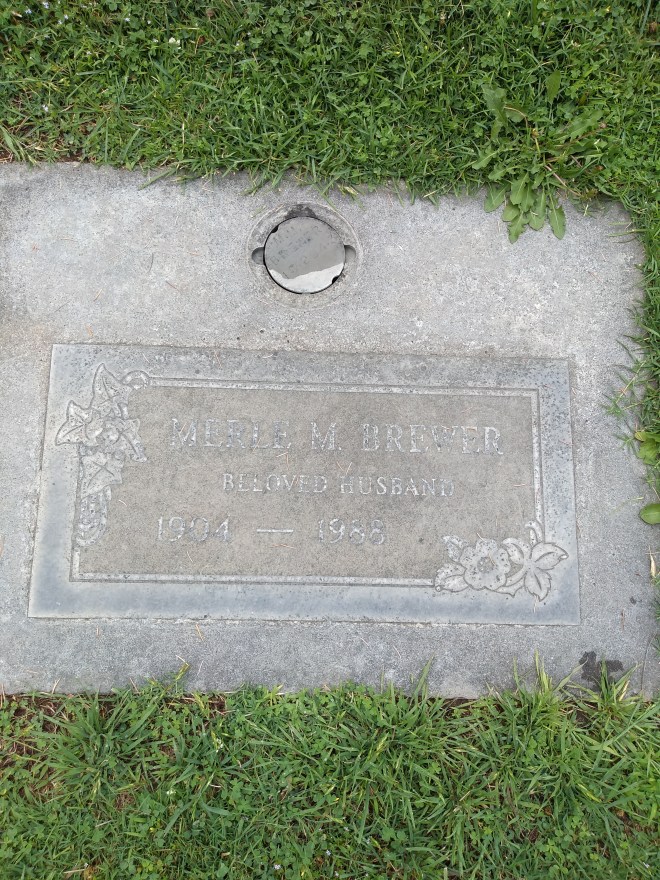 MERLE M. BREWER
BELOVED HUSBAND
1904 — 1988